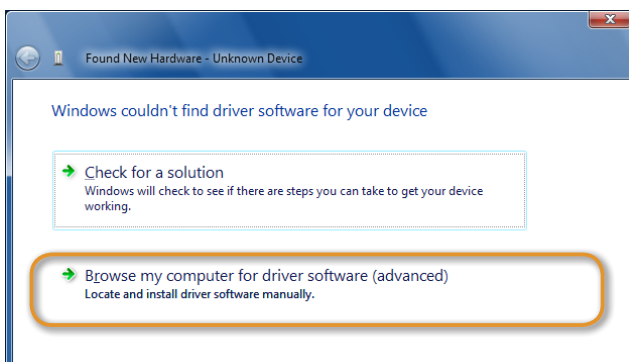 Found New Hardware - Unknown Device
Windows couldn't find driver software for your device
Check for a solution
Windows will check to see if there are steps you can take to get your device
working.
Browse my computer for driver software (advanced)
Locate and install driver software manually.